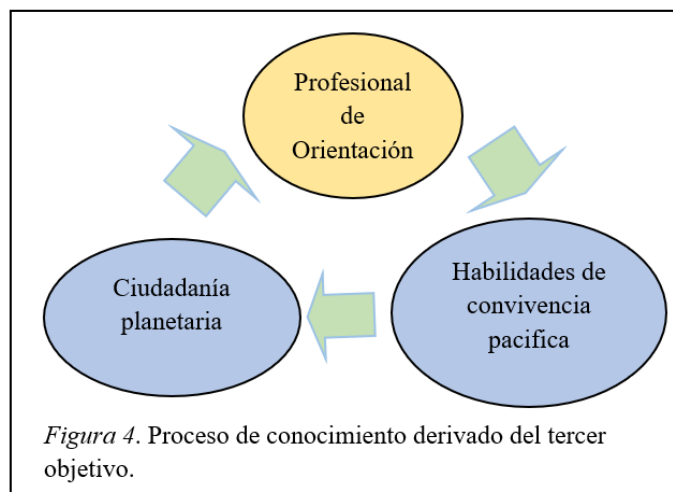 Profesional
de
Orientación
Habilidades de
convivencia
pacifica
Ciudadanía
planetaria
Figura 4. Proceso de conocimiento derivado del tercer
objetivo.